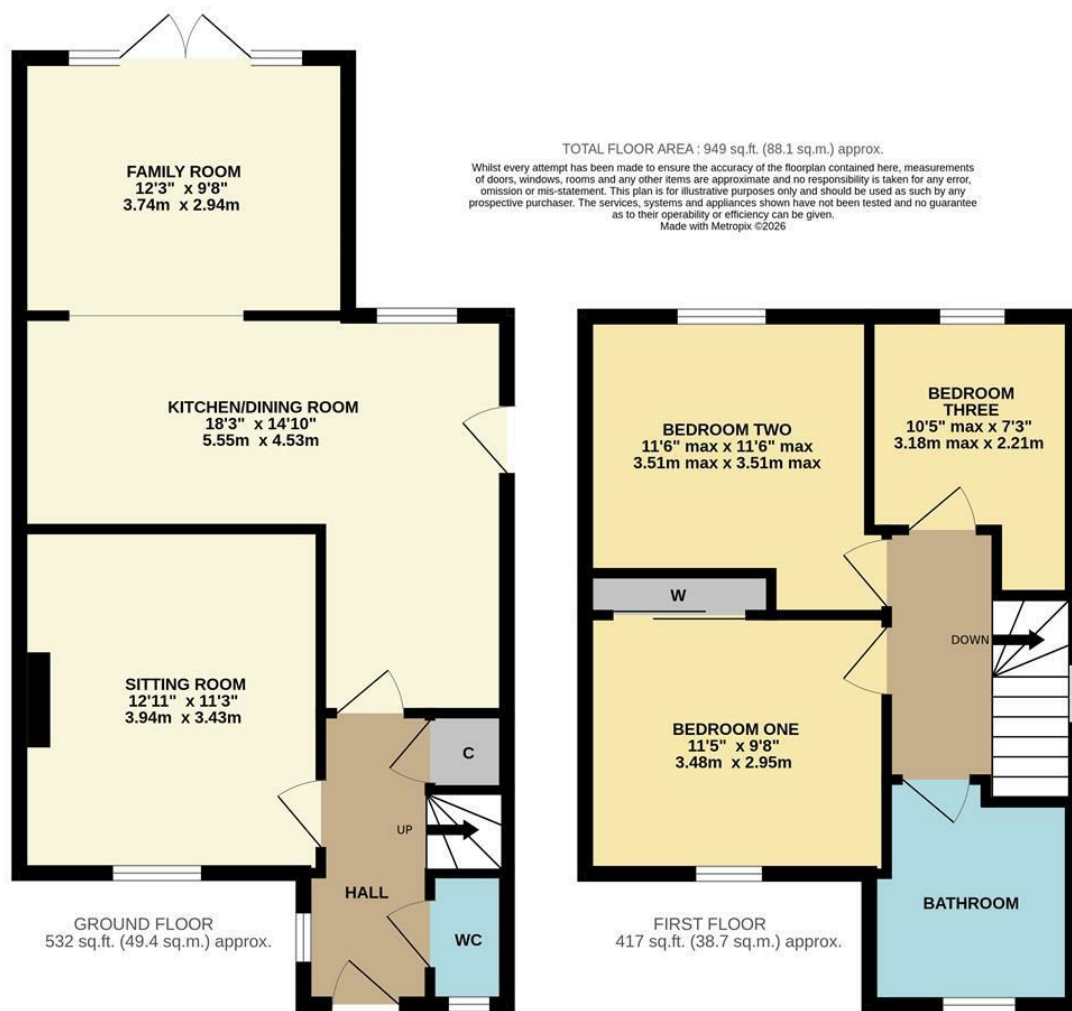 TOTAL FLOOR AREA : 949 sq.ft. (88.1 sq.m.) approx.
Whilst every attempt has been made to ensure the accuracy of the floorplan contained here, measurements
of doors, windows, rooms and any other items are approximate and no responsibility is taken for any error,
omission or mis-statement. This plan is for illustrative purposes only and should be used as such by any
prospective purchaser. The services, systems and appliances shown have not been tested and no guarantee
as to their operability or efficiency can be given.
Made with Metropix ©2026
FAMILY ROOM
12'3" x 9'8"
3.74m x 2.94m
KITCHEN/DINING ROOM
18'3" x 14'10"
5.55m x 4.53m
SITTING ROOM
12'11" x 11'3"
3.94m x 3.43m
C
UP
HALL
WC
GROUND FLOOR
532 sq.ft. (49.4 sq.m.) approx.
BEDROOM TWO
11'6" max x 11'6" max
3.51m max x 3.51m max
BEDROOM
THREE
10'5" max x 7'3"
3.18m max x 2.21m
W
DOWN
BEDROOM ONE
11'5" x 9'8"
3.48m x 2.95m
BATHROOM
FIRST FLOOR
417 sq.ft. (38.7 sq.m.) approx.